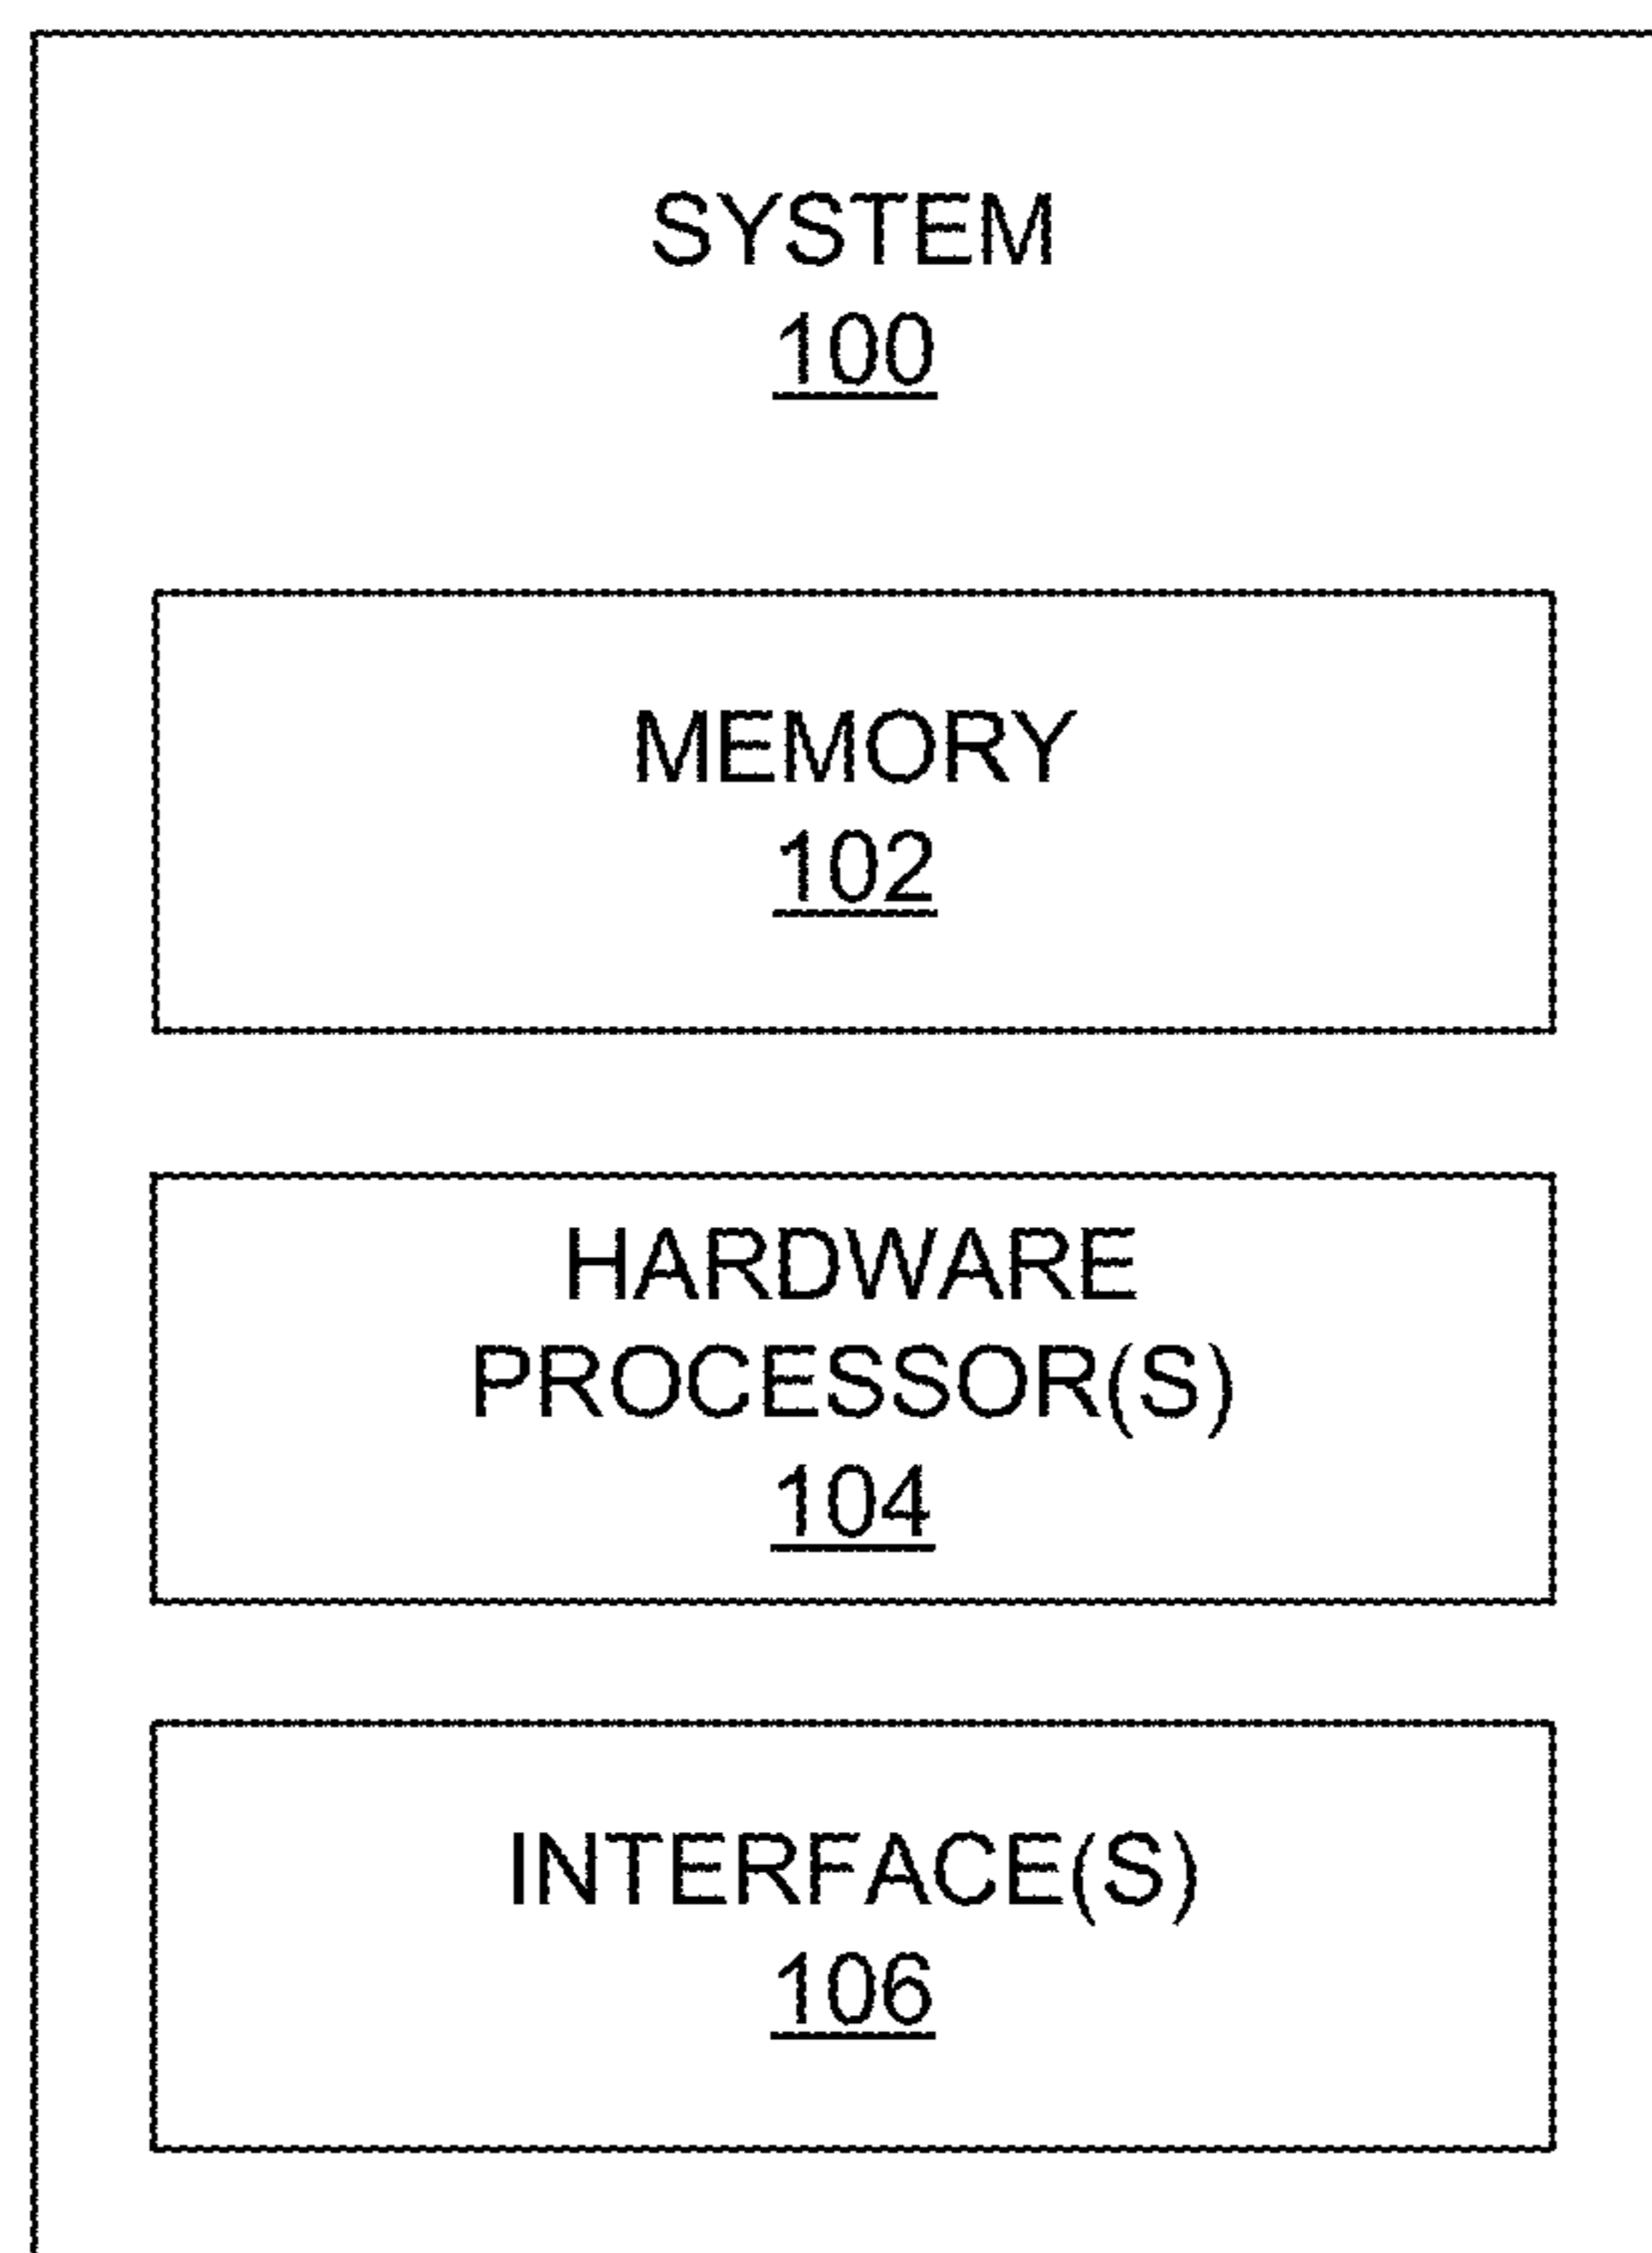 SYSTEM
100
MEMORY
102
HARDWARE
PROCESSOR(S)
104
INTERFACE(S)
106